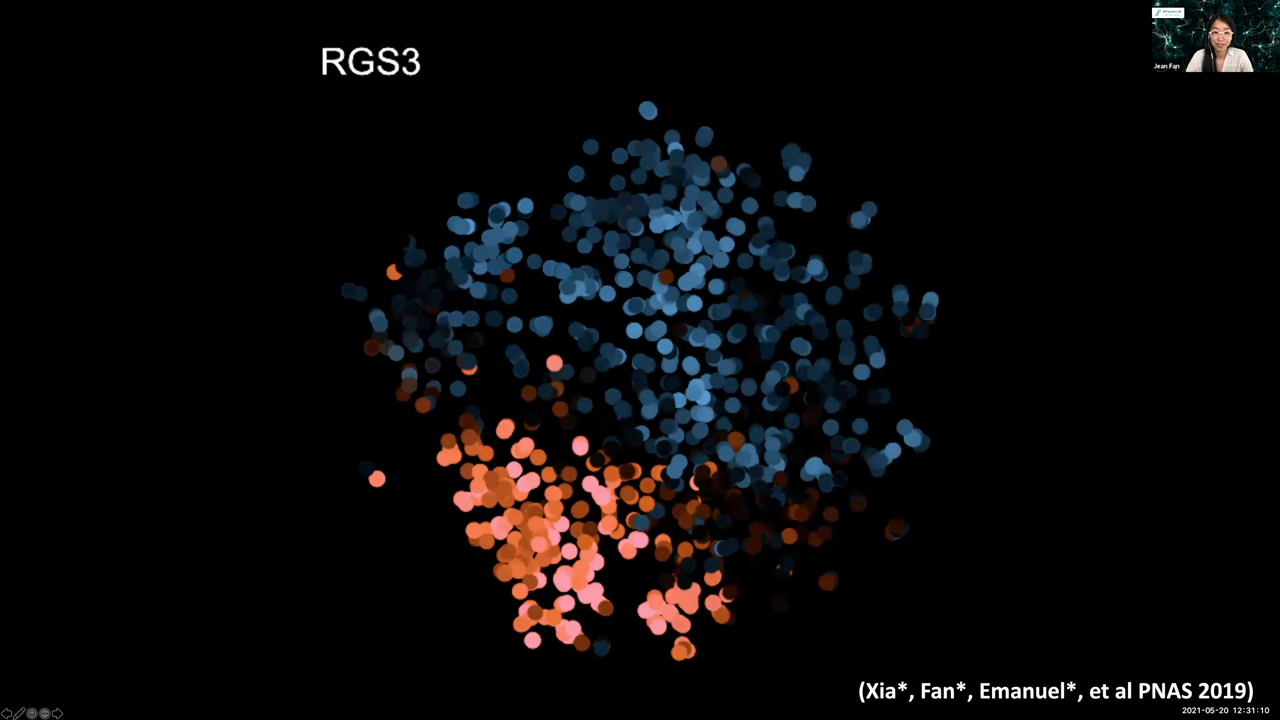 RGS3
Jean Fan
(Xia*, Fan*, Emanuel*, et al PNAS 2019)
2021-05-20 12:31:10